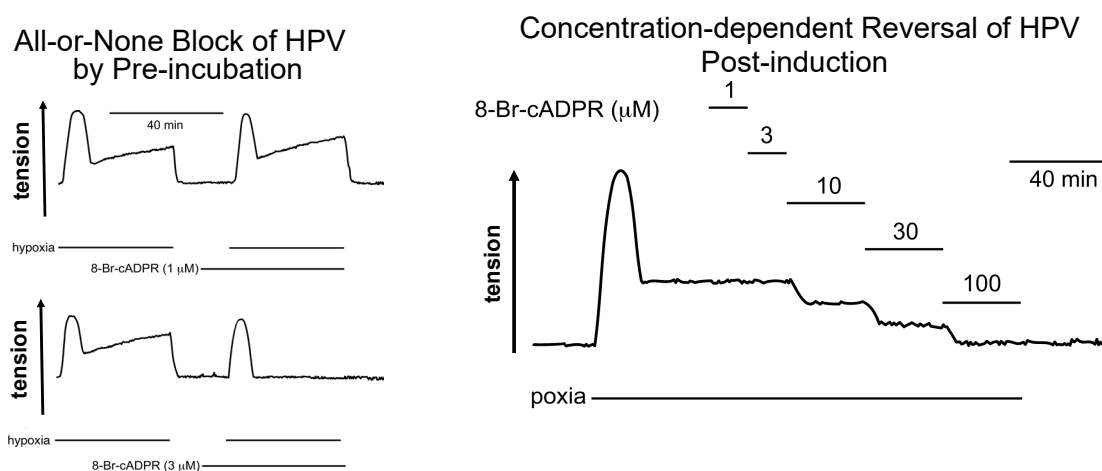 All-or-None Block of HPV
by Pre-incubation
tension
40 min
hypoxia
8-Br-cADPR (1 μM)
tension
hypoxia
8-Br-cADPR (3 μM)
Concentration-dependent Reversal of HPV
Post-induction
8-Br-cADPR (μM)
1
3
10
30
100
40 min
tension
poxia